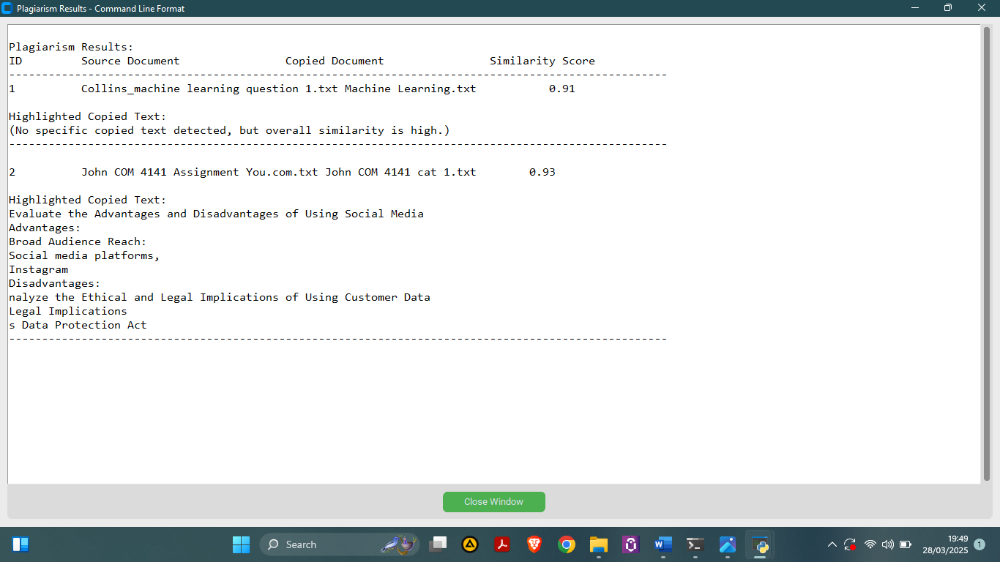 Plagiarism Results - Command Line Format
Plagiarism Results:
ID Source Document Copied Document Similarity Score
----------------------------------------------------------------------------------------------------
1 Collins_machine learning question 1.txt Machine Learning.txt 0.91
Highlighted Copied Text:
(No specific copied text detected, but overall similarity is high.)
----------------------------------------------------------------------------------------------------
2 John COM 4141 Assignment You.com.txt John COM 4141 cat 1.txt 0.93
Highlighted Copied Text:
Evaluate the Advantages and Disadvantages of Using Social Media
Advantages:
Broad Audience Reach:
Social media platforms,
Instagram
Disadvantages:
nalyze the Ethical and Legal Implications of Using Customer Data
Legal Implications
s Data Protection Act
----------------------------------------------------------------------------------------------------
Close Window
Search
19:49
28/03/2025
1